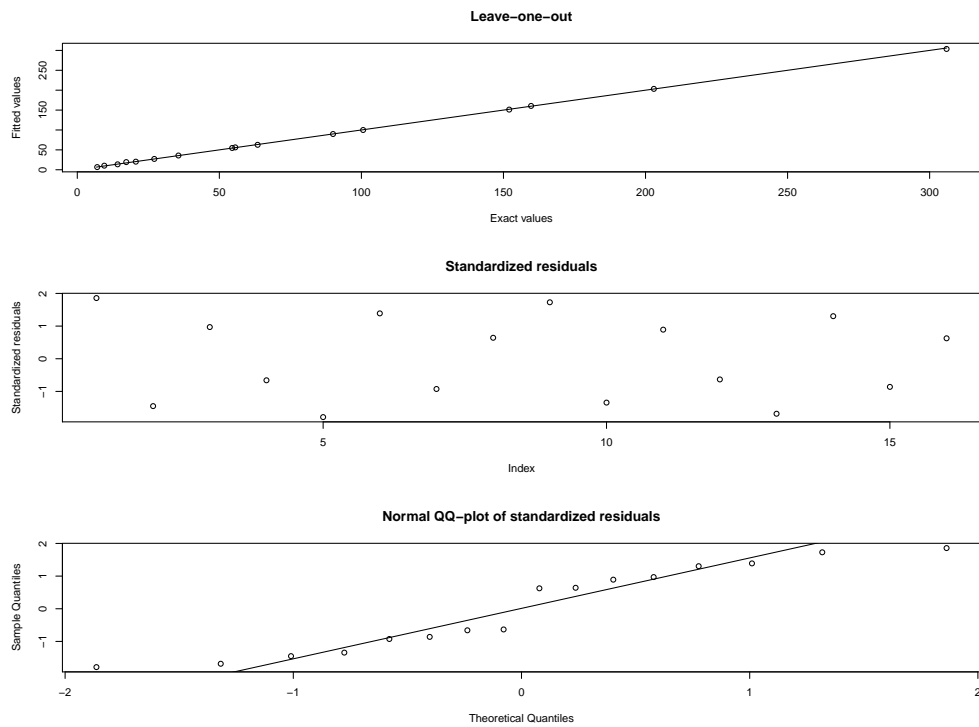 Leave−one−out
Fitted values
0 50 150 250
0 50 100 150 200 250 300
Exact values
Standardized residuals
Standardized residuals
−1 0 1 2
5 10 15
Index
Normal QQ−plot of standardized residuals
Sample Quantiles
−1 0 1 2
−2 −1 0 1 2
Theoretical Quantiles